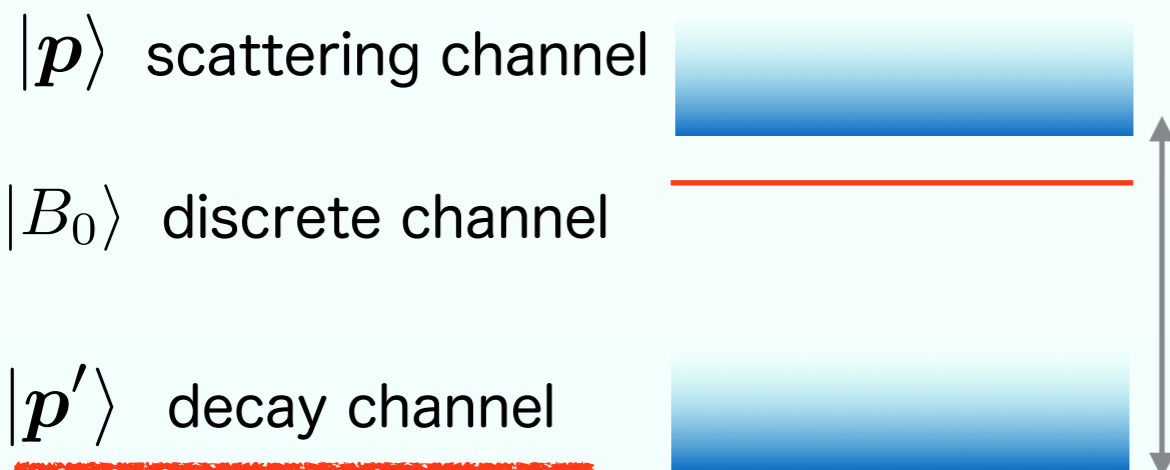 |p⟩ scattering channel
|B₀⟩ discrete channel
|p′⟩ decay channel